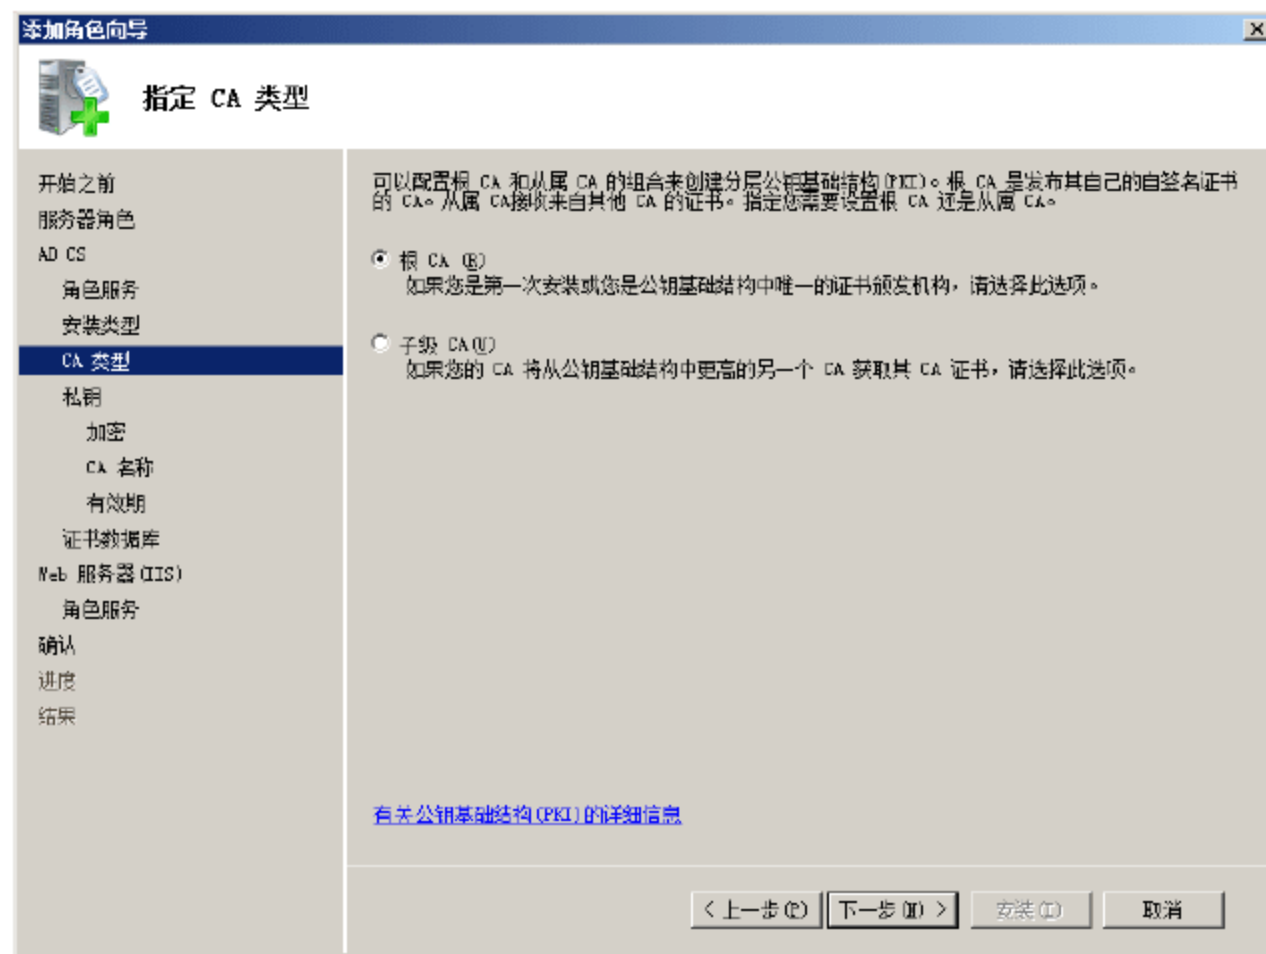 添加角色向导
指定 CA 类型
开始之前
服务器角色
AD CS
角色服务
安装类型
CA 类型
私钥
加密
CA 名称
有效期
证书数据库
Web 服务器(IIS)
角色服务
确认
进度
结果
可以配置根 CA 和从属 CA 的组合来创建分层公钥基础结构(PKI)。根 CA 是发布其自己的自签名证书
的 CA。从属 CA接收来自其他 CA 的证书。指定您需要设置根 CA 还是从属 CA。
根 CA (R)
如果您是第一次安装或您是公钥基础结构中唯一的证书颁发机构，请选择此选项。
子级 CA(U)
如果您的 CA 将从公钥基础结构中更高的另一个 CA 获取其 CA 证书，请选择此选项。
有关公钥基础结构(PKI)的详细信息
< 上一步(P)
下一步(N) >
安装(I)
取消